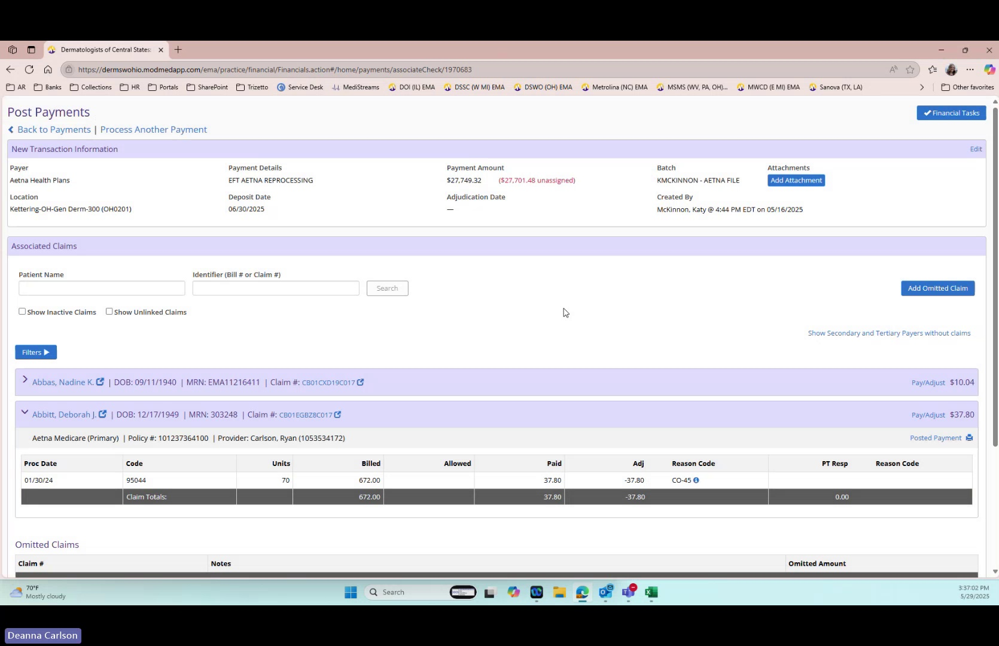 Dermatologists of Central States:
https://dermswohio.modmedapp.com/ema/practice/financial/Financials.action#/home/payments/associateCheck/1970683
AR Banks Collections HR Portals SharePoint Trizetto Service Desk MediStreams DOI (IL) EMA DSSC (W MI) EMA DSWO (OH) EMA Metrolina (NC) EMA MSMS (WV, PA, OH)... MWCD (E MI) EMA Sanova (TX, LA) Other favorites
Post Payments
Financial Tasks
Back to Payments | Process Another Payment
New Transaction Information Edit
Payer Payment Details Payment Amount Batch Attachments
Aetna Health Plans EFT AETNA REPROCESSING $27,749.32 ($27,701.48 unassigned) KMCKINNON - AETNA FILE Add Attachment
Location Deposit Date Adjudication Date Created By
Kettering-OH-Gen Derm-300 (OH0201) 06/30/2025 — McKinnon, Katy @ 4:44 PM EDT on 05/16/2025
Associated Claims
Patient Name Identifier (Bill # or Claim #)
Search Add Omitted Claim
Show Inactive Claims Show Unlinked Claims
Show Secondary and Tertiary Payers without claims
Filters
Abbas, Nadine K. | DOB: 09/11/1940 | MRN: EMA11216411 | Claim #: CB01CXD19C017 Pay/Adjust $10.04
Abbitt, Deborah J. | DOB: 12/17/1949 | MRN: 303248 | Claim #: CB01EGBZ8C017 Pay/Adjust $37.80
Aetna Medicare (Primary) | Policy #: 101237364100 | Provider: Carlson, Ryan (1053534172) Posted Payment
Proc Date Code Units Billed Allowed Paid Adj Reason Code PT Resp Reason Code
01/30/24 95044 70 672.00 37.80 -37.80 CO-45
Claim Totals: 672.00 37.80 -37.80 0.00
Omitted Claims
Claim # Notes Omitted Amount
70°F
Mostly cloudy
Search
3:37:02 PM
5/29/2025
Deanna Carlson